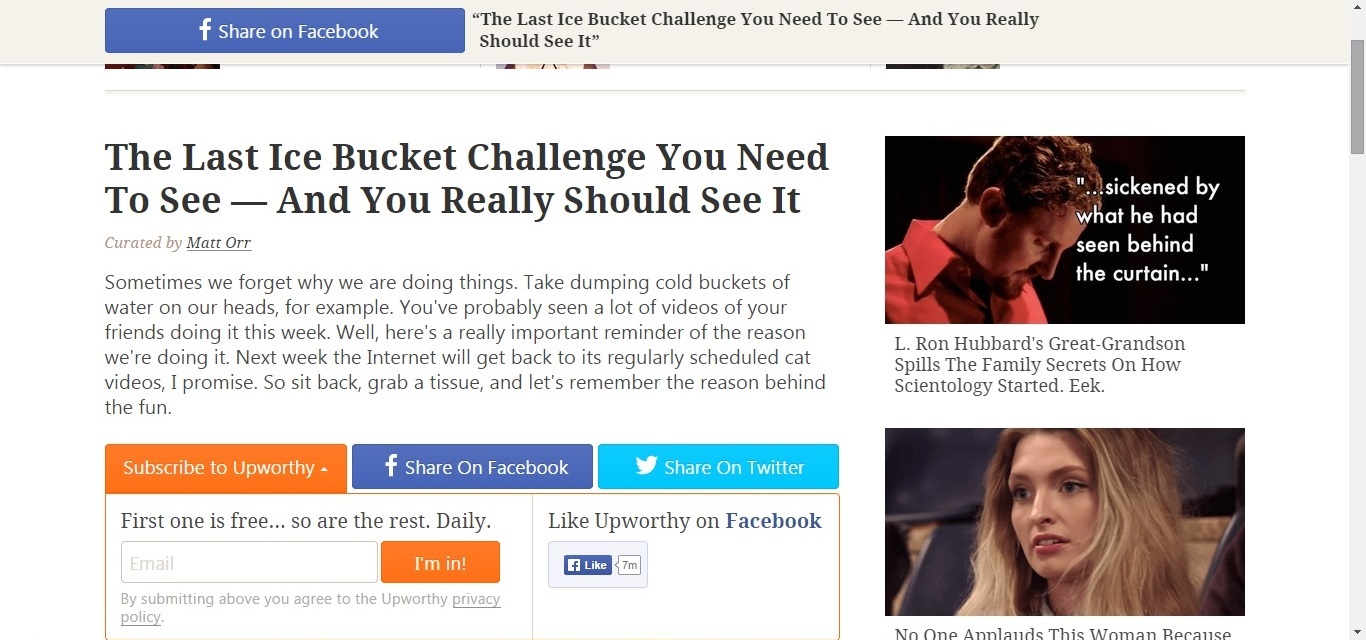 Share on Facebook
“The Last Ice Bucket Challenge You Need To See — And You Really
Should See It”
The Last Ice Bucket Challenge You Need
To See — And You Really Should See It
Curated by Matt Orr
Sometimes we forget why we are doing things. Take dumping cold buckets of
water on our heads, for example. You've probably seen a lot of videos of your
friends doing it this week. Well, here's a really important reminder of the reason
we're doing it. Next week the Internet will get back to its regularly scheduled cat
videos, I promise. So sit back, grab a tissue, and let's remember the reason behind
the fun.
Subscribe to Upworthy
Share On Facebook
Share On Twitter
First one is free... so are the rest. Daily.
Email
I'm in!
By submitting above you agree to the Upworthy privacy
policy.
Like Upworthy on Facebook
Like
7m
"...sickened by
what he had
seen behind
the curtain..."
L. Ron Hubbard's Great-Grandson
Spills The Family Secrets On How
Scientology Started. Eek.
No One Applauds This Woman Because